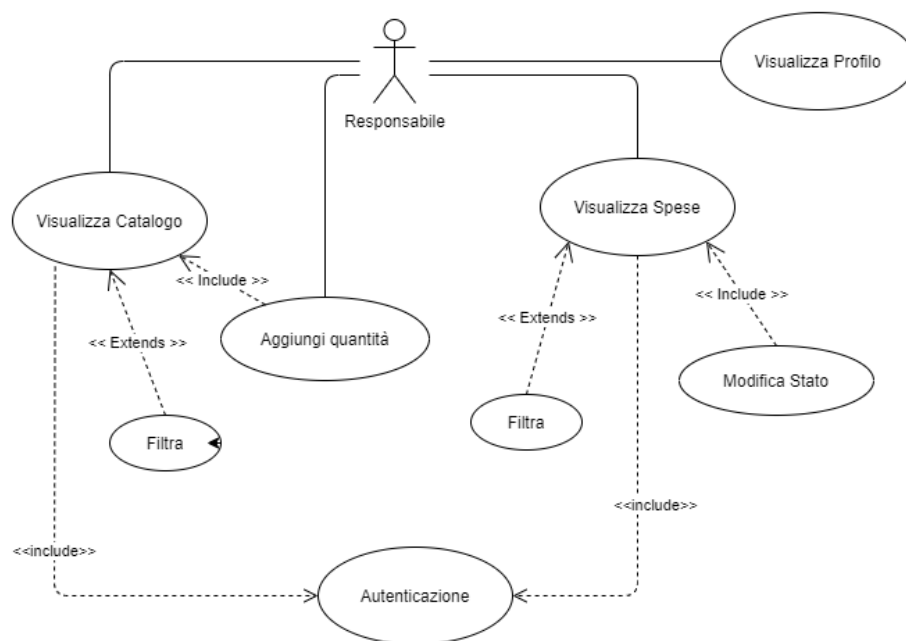 Visualizza Profilo
Responsabile
Visualizza Catalogo
Visualizza Spese
<< Include >>
<< Include >>
<< Extends >>
<< Extends >>
Aggiungi quantità
Modifica Stato
Filtra
Filtra
<<include>>
<<include>>
Autenticazione